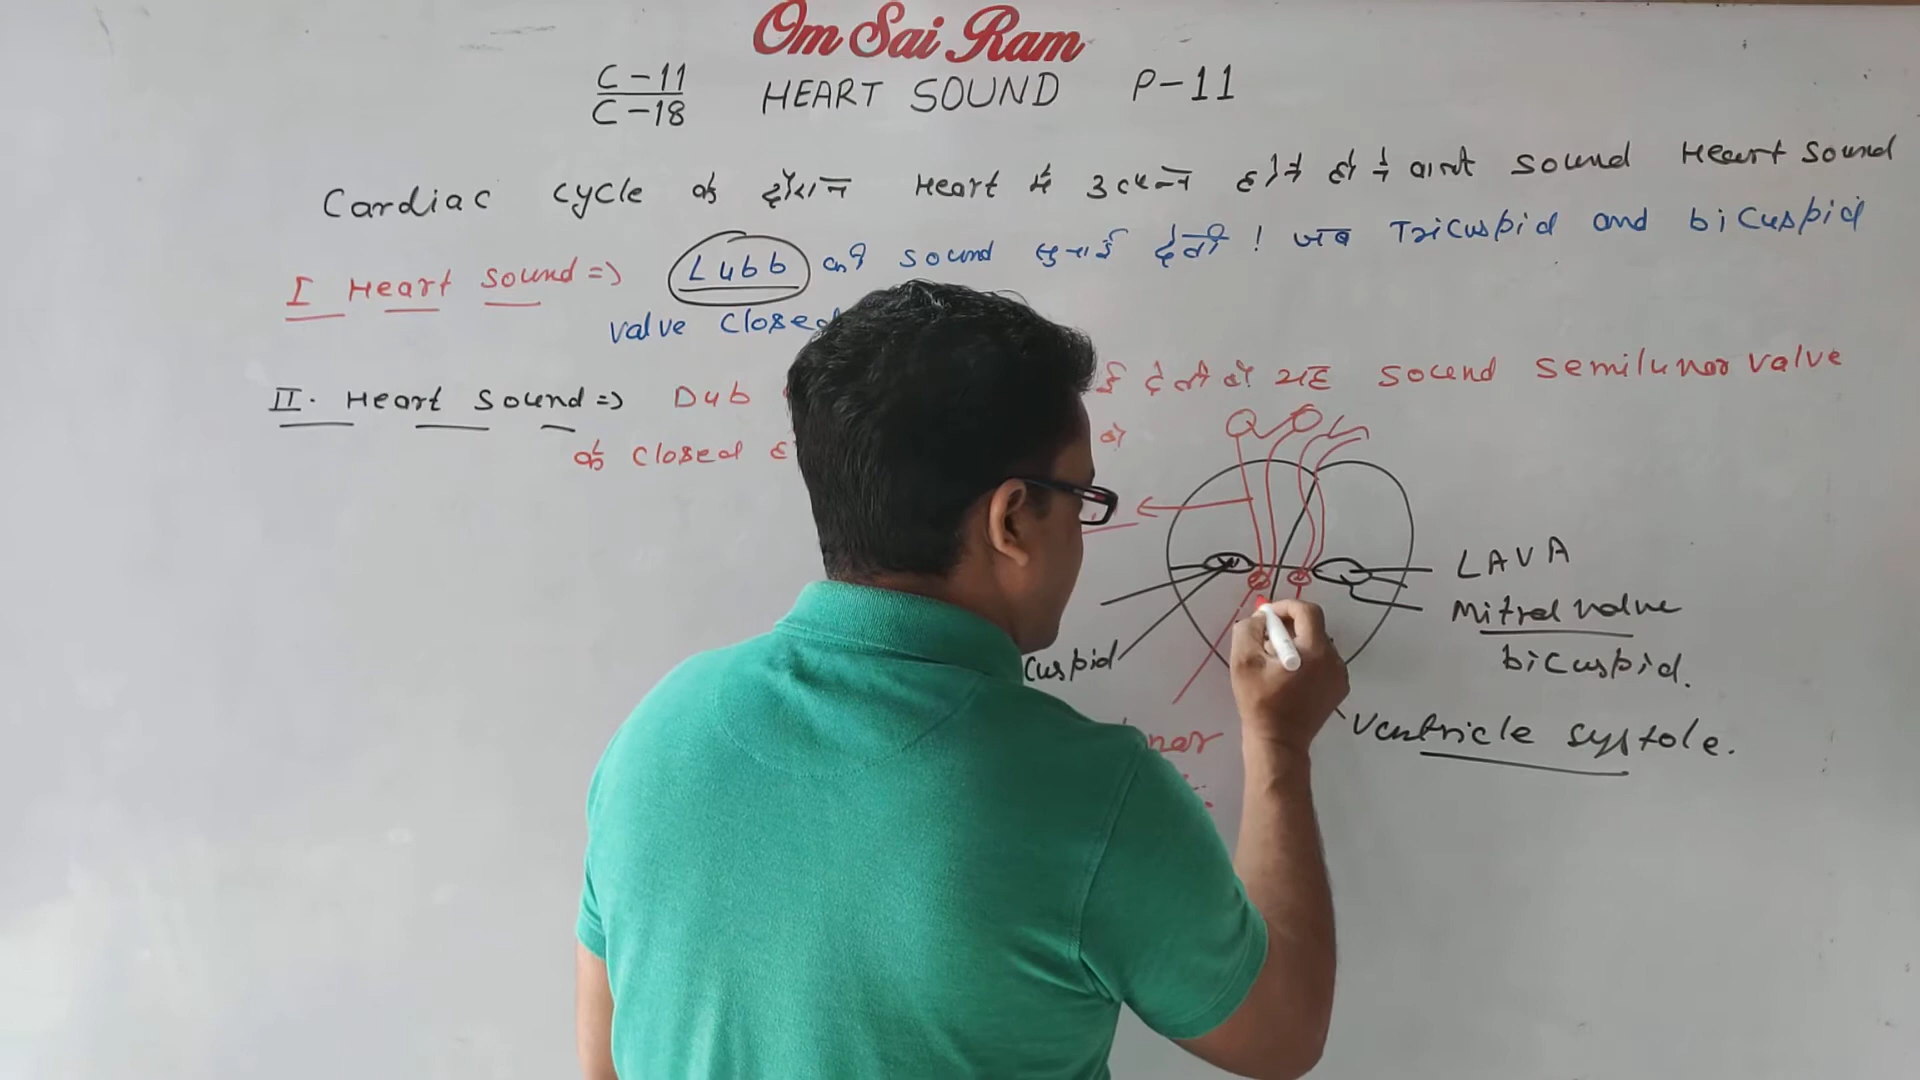 Om Sai Ram
C-11
C-18
HEART SOUND P-11
Cardiac cycle के दौरान Heart में उत्पन्न होने वाली sound Heart Sound
I Heart Sound => Lubb की sound सुनाई देती ! जब Tricuspid and bicuspid
valve closed
II. Heart Sound => Dub ई देती है यह sound semilunar valve
के closed
LAVA
Mitral valve
bicuspid.
cuspid
nar
ventricle systole.